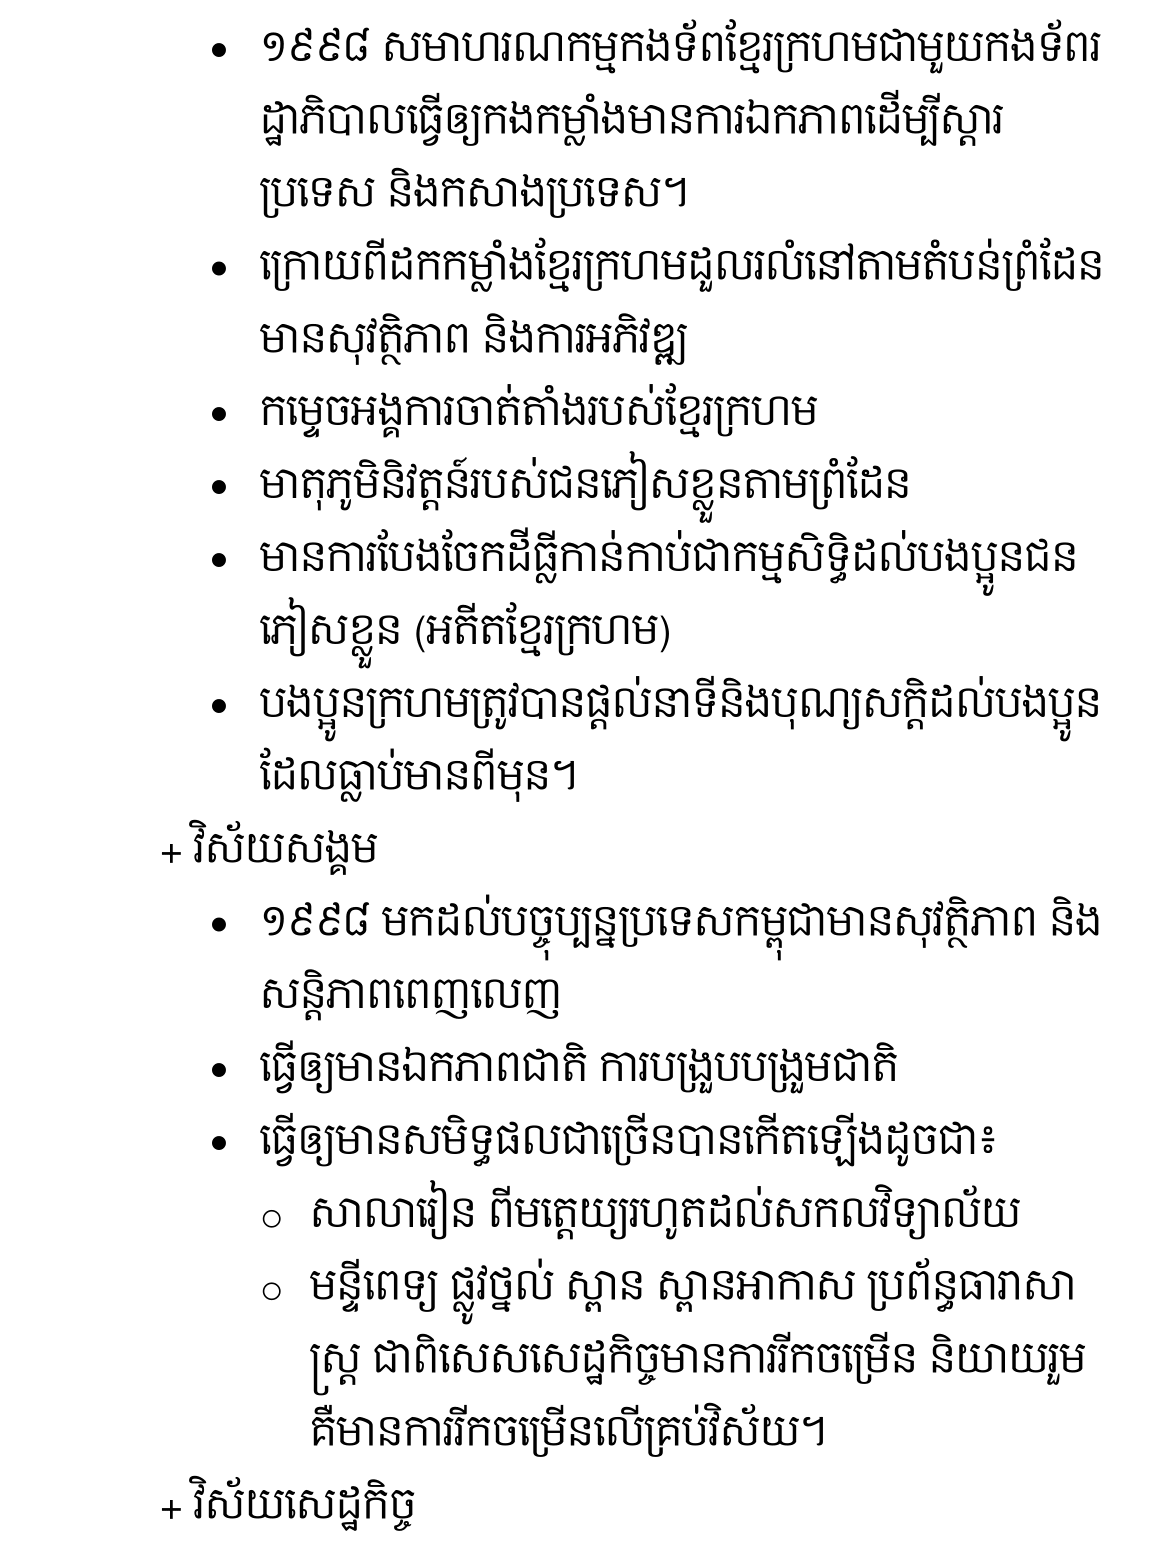 • ១៩៩៨ សមាហរណកម្មកងទ័ពខ្មែរក្រហមជាមួយកងទ័ពរ
ដ្ឋាភិបាលធ្វើឲ្យកងកម្លាំងមានការឯកភាពដើម្បីស្តារ
ប្រទេស និងកសាងប្រទេស។
• ក្រោយពីដកកម្លាំងខ្មែរក្រហមដួលរលំនៅតាមតំបន់ព្រំដែន
មានសុវត្ថិភាព និងការអភិវឌ្ឍ
• កម្ទេចអង្គការចាត់តាំងរបស់ខ្មែរក្រហម
• មាតុភូមិនិវត្តន៍របស់ជនភៀសខ្លួនតាមព្រំដែន
• មានការបែងចែកដីធ្លីកាន់កាប់ជាកម្មសិទ្ធិដល់បងប្អូនជន
ភៀសខ្លួន (អតីតខ្មែរក្រហម)
• បងប្អូនក្រហមត្រូវបានផ្តល់នាទីនិងបុណ្យសក្តិដល់បងប្អូន
ដែលធ្លាប់មានពីមុន។
+ វិស័យសង្គម
• ១៩៩៨ មកដល់បច្ចុប្បន្នប្រទេសកម្ពុជាមានសុវត្ថិភាព និង
សន្តិភាពពេញលេញ
• ធ្វើឲ្យមានឯកភាពជាតិ ការបង្រួបបង្រួមជាតិ
• ធ្វើឲ្យមានសមិទ្ធផលជាច្រើនបានកើតឡើងដូចជា៖
○ សាលារៀន ពីមត្តេយ្យរហូតដល់សកលវិទ្យាល័យ
○ មន្ទីពេទ្យ ផ្លូវថ្នល់ ស្ពាន ស្ពានអាកាស ប្រព័ន្ធធារាសា
ស្ត្រ ជាពិសេសសេដ្ឋកិច្ចមានការរីកចម្រើន និយាយរួម
គឺមានការរីកចម្រើនលើគ្រប់វិស័យ។
+ វិស័យសេដ្ឋកិច្ច